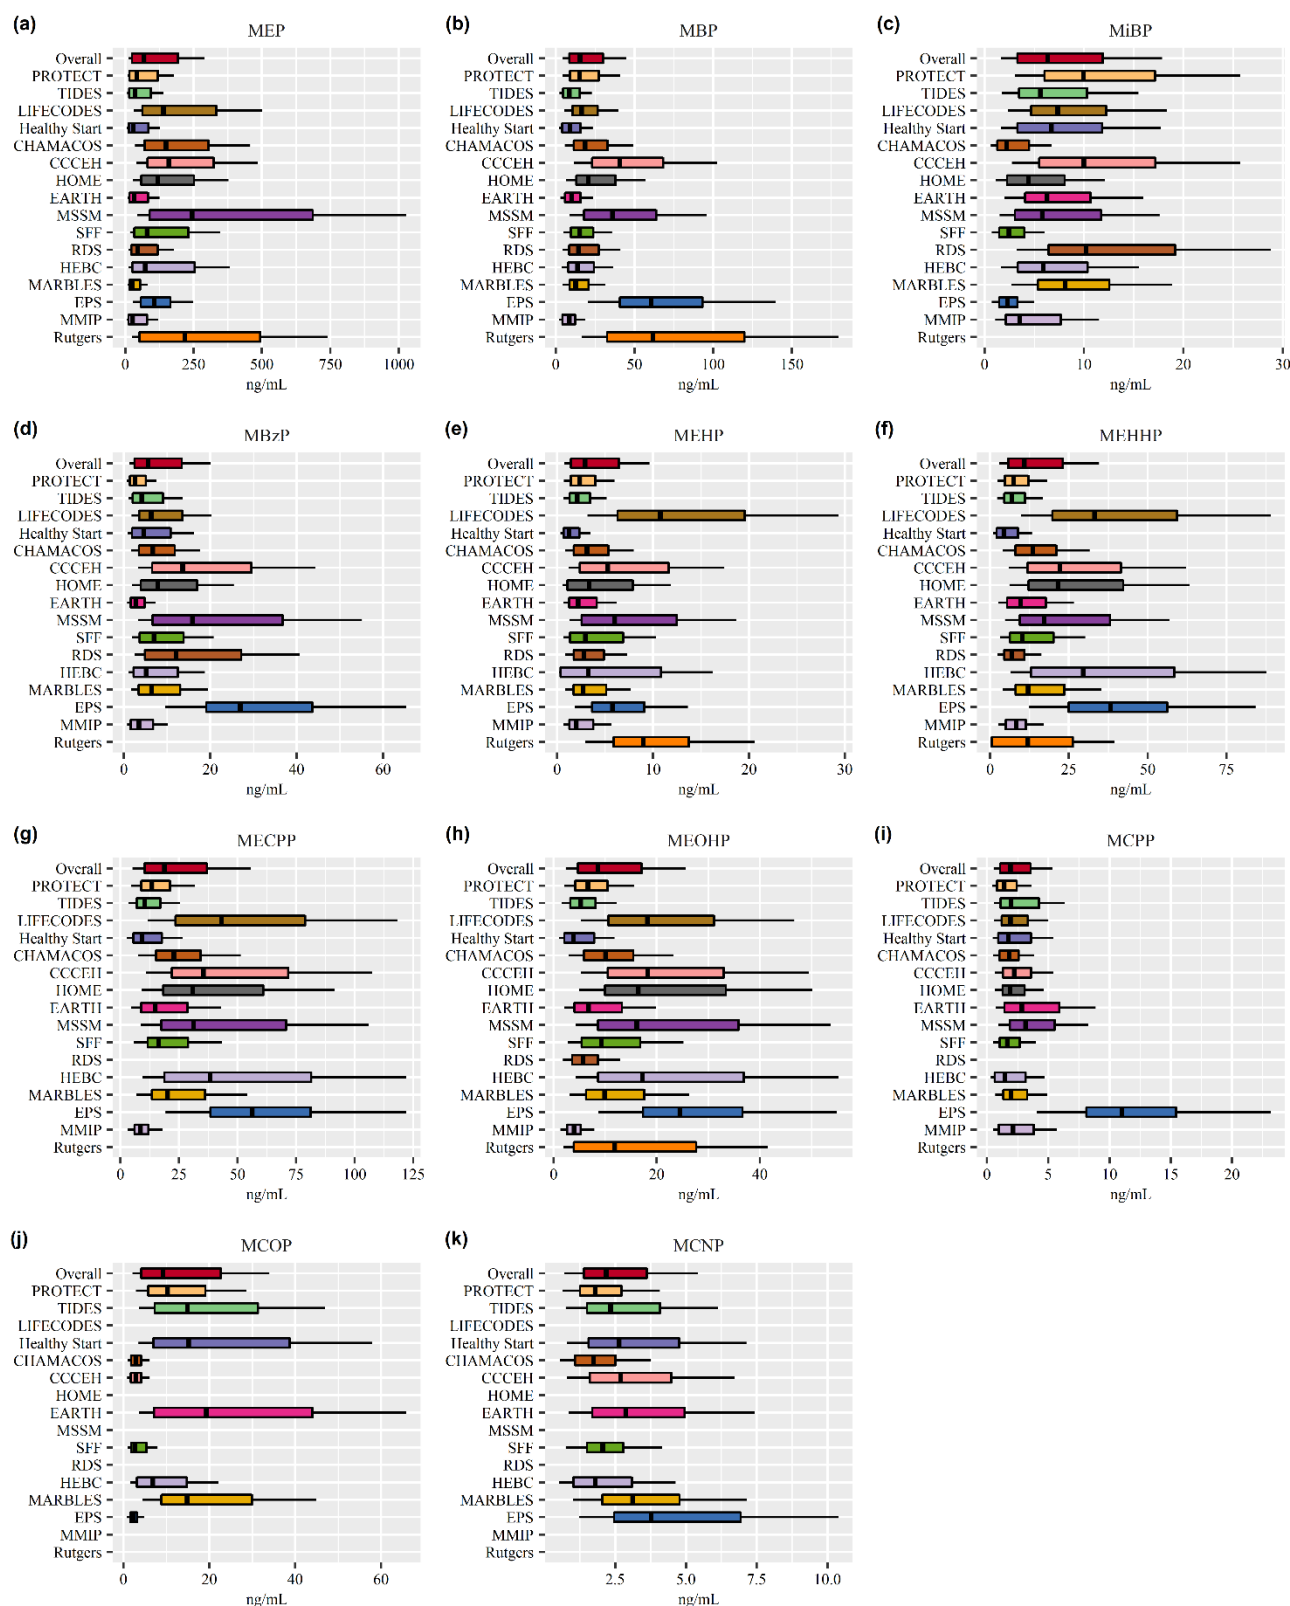 (a)
MEP
Overall
PROTECT
TIDES
LIFECODES
Healthy Start
CHAMACOS
CCCEH
HOME
EARTH
MSSM
SFF
RDS
HEBC
MARBLES
EPS
MMIP
Rutgers
0 250 500 750 1000
ng/mL
(b)
MBP
Overall
PROTECT
TIDES
LIFECODES
Healthy Start
CHAMACOS
CCCEH
HOME
EARTH
MSSM
SFF
RDS
HEBC
MARBLES
EPS
MMIP
Rutgers
0 50 100 150
ng/mL
(c)
MiBP
Overall
PROTECT
TIDES
LIFECODES
Healthy Start
CHAMACOS
CCCEH
HOME
EARTH
MSSM
SFF
RDS
HEBC
MARBLES
EPS
MMIP
Rutgers
0 10 20 30
ng/mL
(d)
MBzP
Overall
PROTECT
TIDES
LIFECODES
Healthy Start
CHAMACOS
CCCEH
HOME
EARTH
MSSM
SFF
RDS
HEBC
MARBLES
EPS
MMIP
Rutgers
0 20 40 60
ng/mL
(e)
MEHP
Overall
PROTECT
TIDES
LIFECODES
Healthy Start
CHAMACOS
CCCEH
HOME
EARTH
MSSM
SFF
RDS
HEBC
MARBLES
EPS
MMIP
Rutgers
0 10 20 30
ng/mL
(f)
MEHHP
Overall
PROTECT
TIDES
LIFECODES
Healthy Start
CHAMACOS
CCCEH
HOME
EARTH
MSSM
SFF
RDS
HEBC
MARBLES
EPS
MMIP
Rutgers
0 25 50 75
ng/mL
(g)
MECPP
Overall
PROTECT
TIDES
LIFECODES
Healthy Start
CHAMACOS
CCCEH
HOME
EARTH
MSSM
SFF
RDS
HEBC
MARBLES
EPS
MMIP
Rutgers
0 25 50 75 100 125
ng/mL
(h)
MEOHP
Overall
PROTECT
TIDES
LIFECODES
Healthy Start
CHAMACOS
CCCEH
HOME
EARTH
MSSM
SFF
RDS
HEBC
MARBLES
EPS
MMIP
Rutgers
0 20 40
ng/mL
(i)
MCPP
Overall
PROTECT
TIDES
LIFECODES
Healthy Start
CHAMACOS
CCCEH
HOME
EARTH
MSSM
SFF
RDS
HEBC
MARBLES
EPS
MMIP
Rutgers
0 5 10 15 20
ng/mL
(j)
MCOP
Overall
PROTECT
TIDES
LIFECODES
Healthy Start
CHAMACOS
CCCEH
HOME
EARTH
MSSM
SFF
RDS
HEBC
MARBLES
EPS
MMIP
Rutgers
0 20 40 60
ng/mL
(k)
MCNP
Overall
PROTECT
TIDES
LIFECODES
Healthy Start
CHAMACOS
CCCEH
HOME
EARTH
MSSM
SFF
RDS
HEBC
MARBLES
EPS
MMIP
Rutgers
2.5 5.0 7.5 10.0
ng/mL